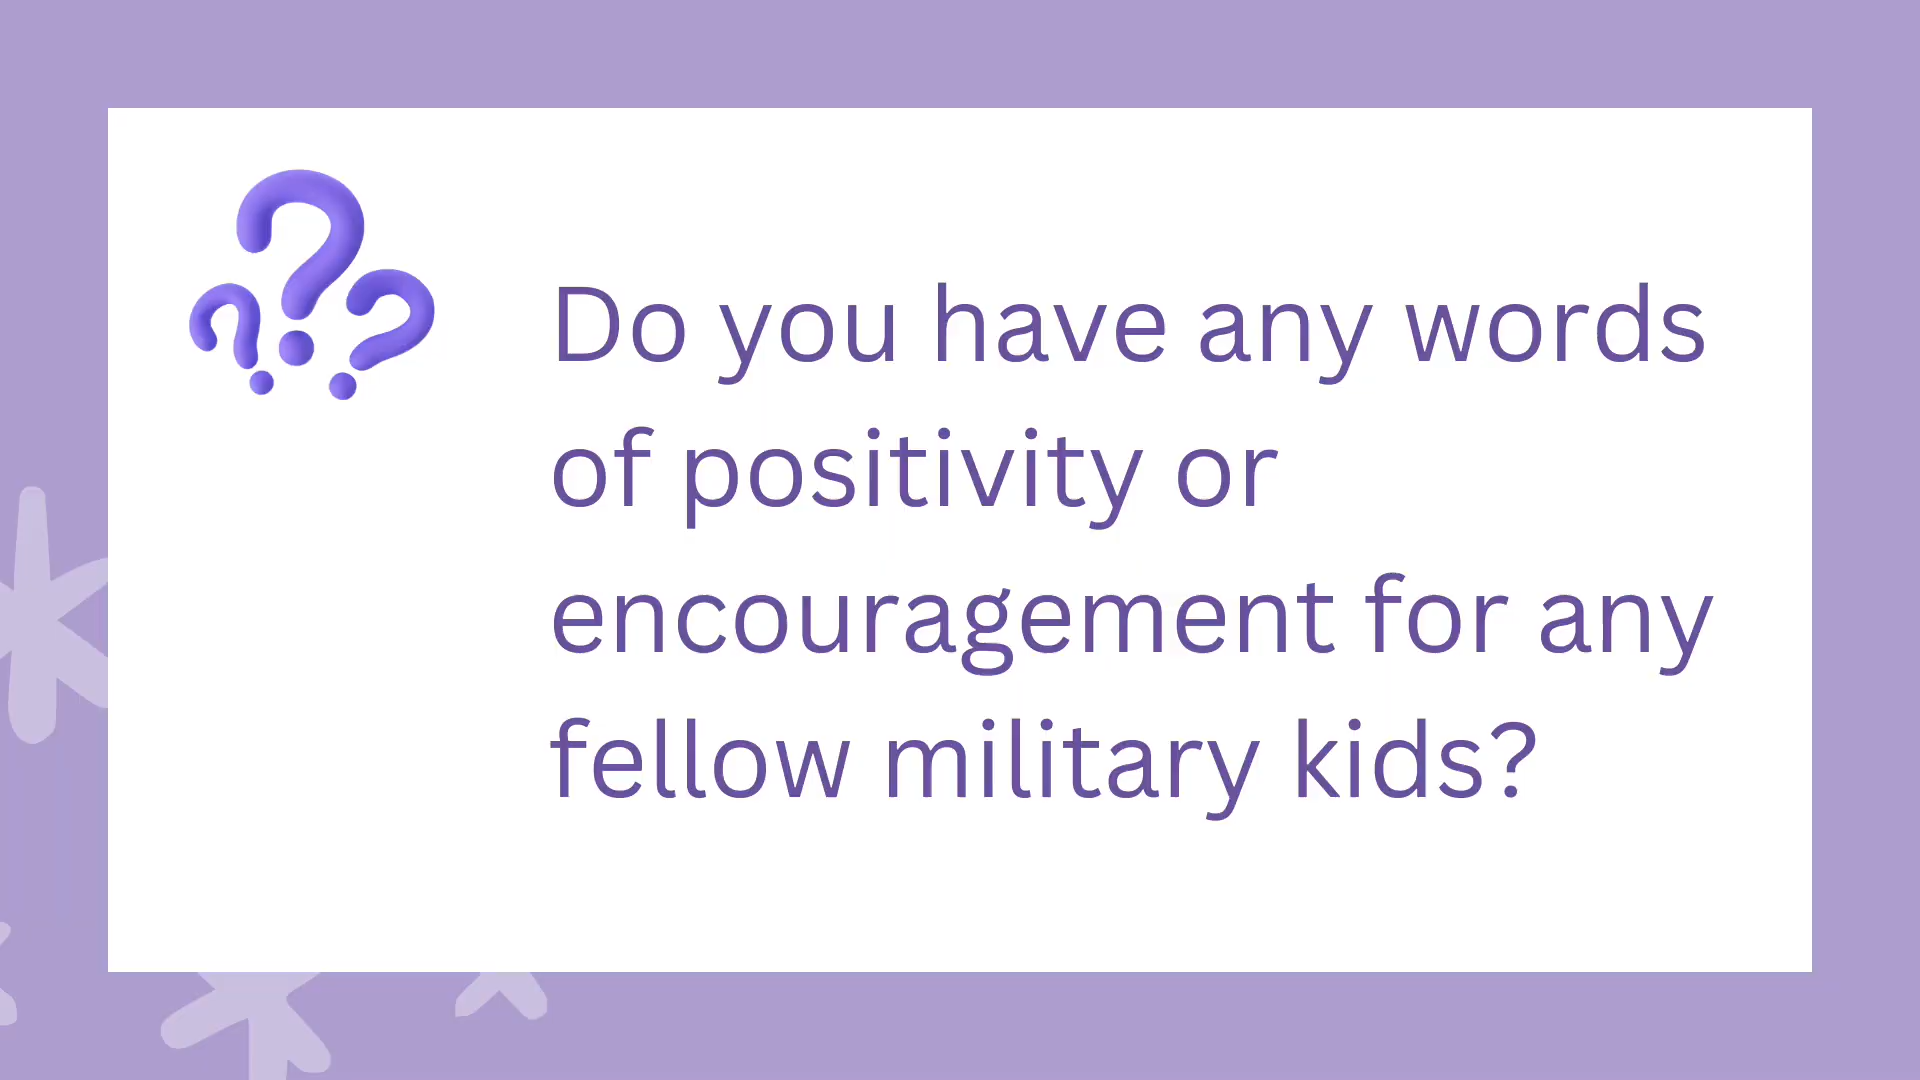 Do you have any words
of positivity or
encouragement for any
fellow military kids?